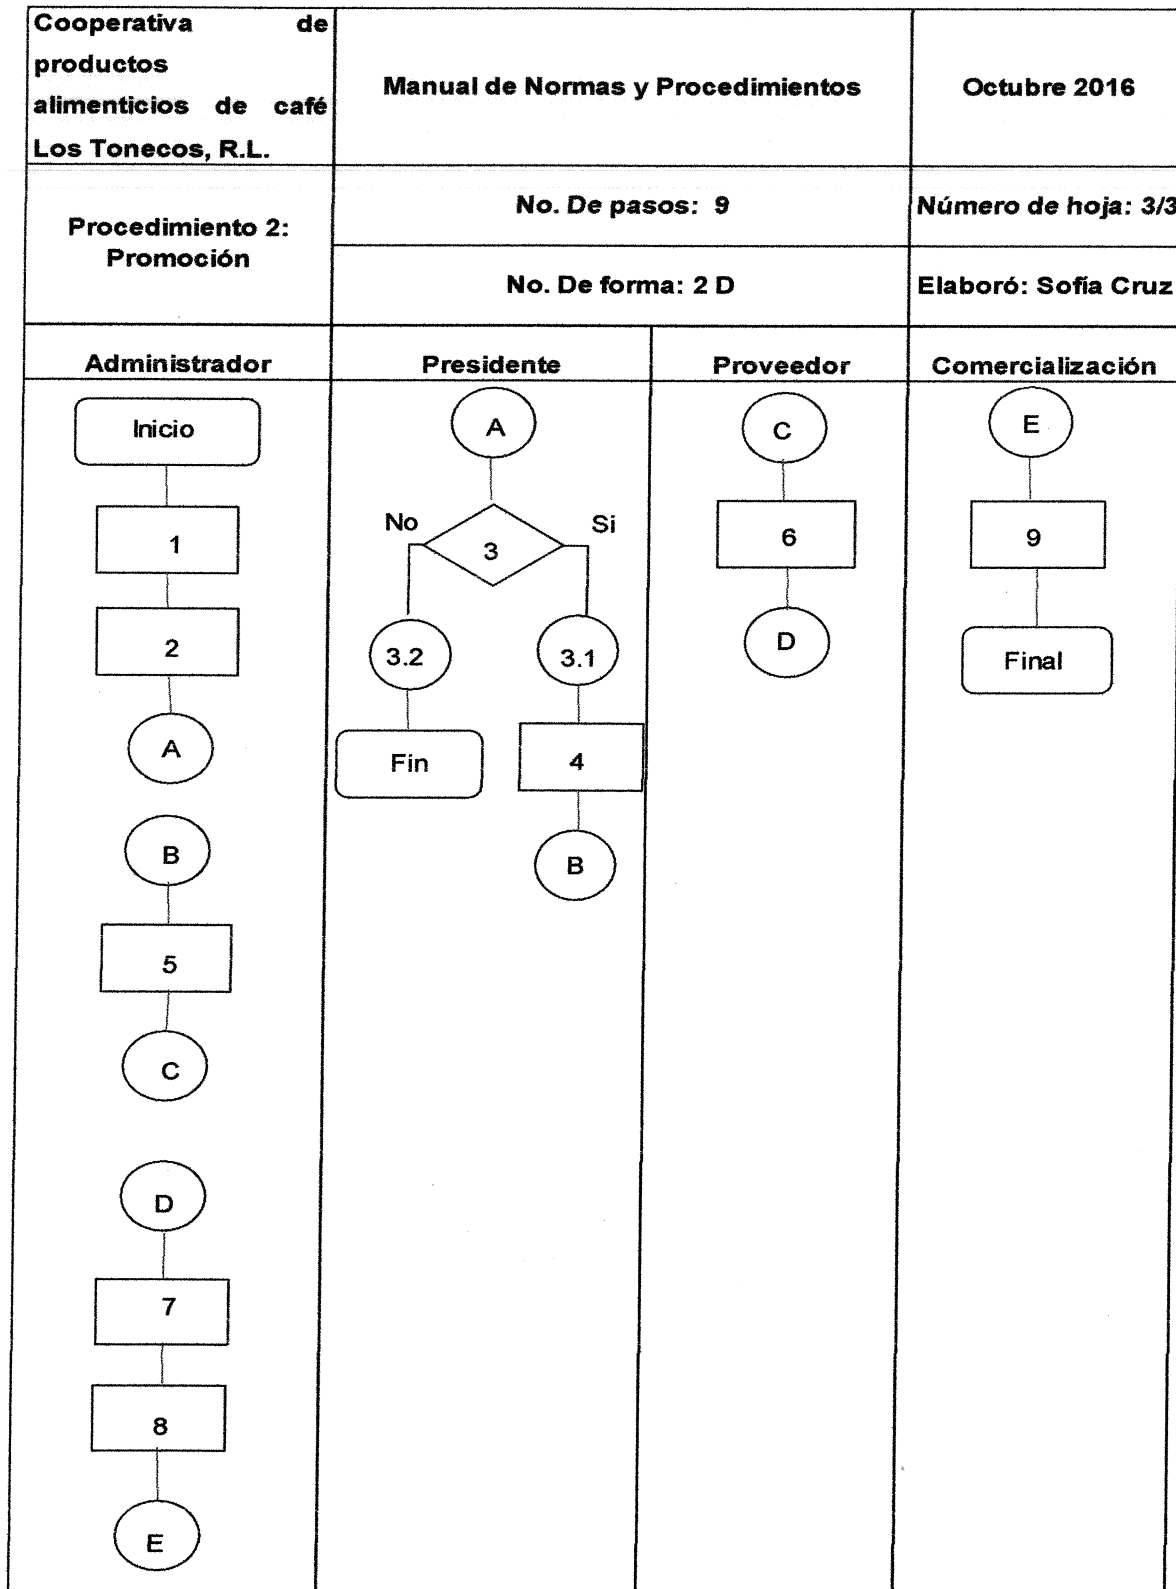 Cooperativa de
productos
alimenticios de café
Los Tonecos, R.L.
Manual de Normas y Procedimientos
Octubre 2016
Procedimiento 2:
Promoción
No. De pasos: 9
Número de hoja: 3/3
No. De forma: 2 D
Elaboró: Sofía Cruz
Administrador
Presidente
Proveedor
Comercialización
Inicio
1
2
A
B
5
C
D
7
8
E
A
No
Si
3
3.2
3.1
Fin
4
B
C
6
D
E
9
Final